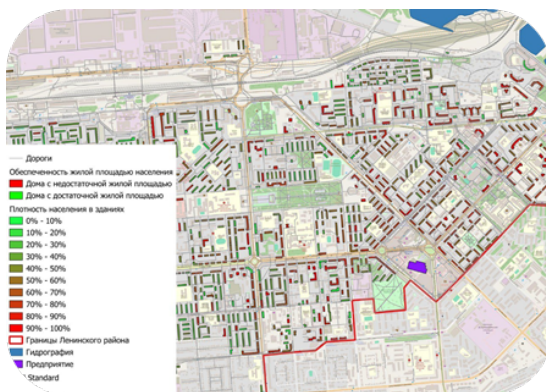 Дороги
Обеспеченность жилой площадью населения
Дома с недостаточной жилой площадью
Дома с достаточной жилой площадью
Плотность населения в зданиях
0% - 10%
10% - 20%
20% - 30%
30% - 40%
40% - 50%
50% - 60%
60% - 70%
70% - 80%
80% - 90%
90% - 100%
Границы Ленинского района
Гидрография
Предприятие
Standard